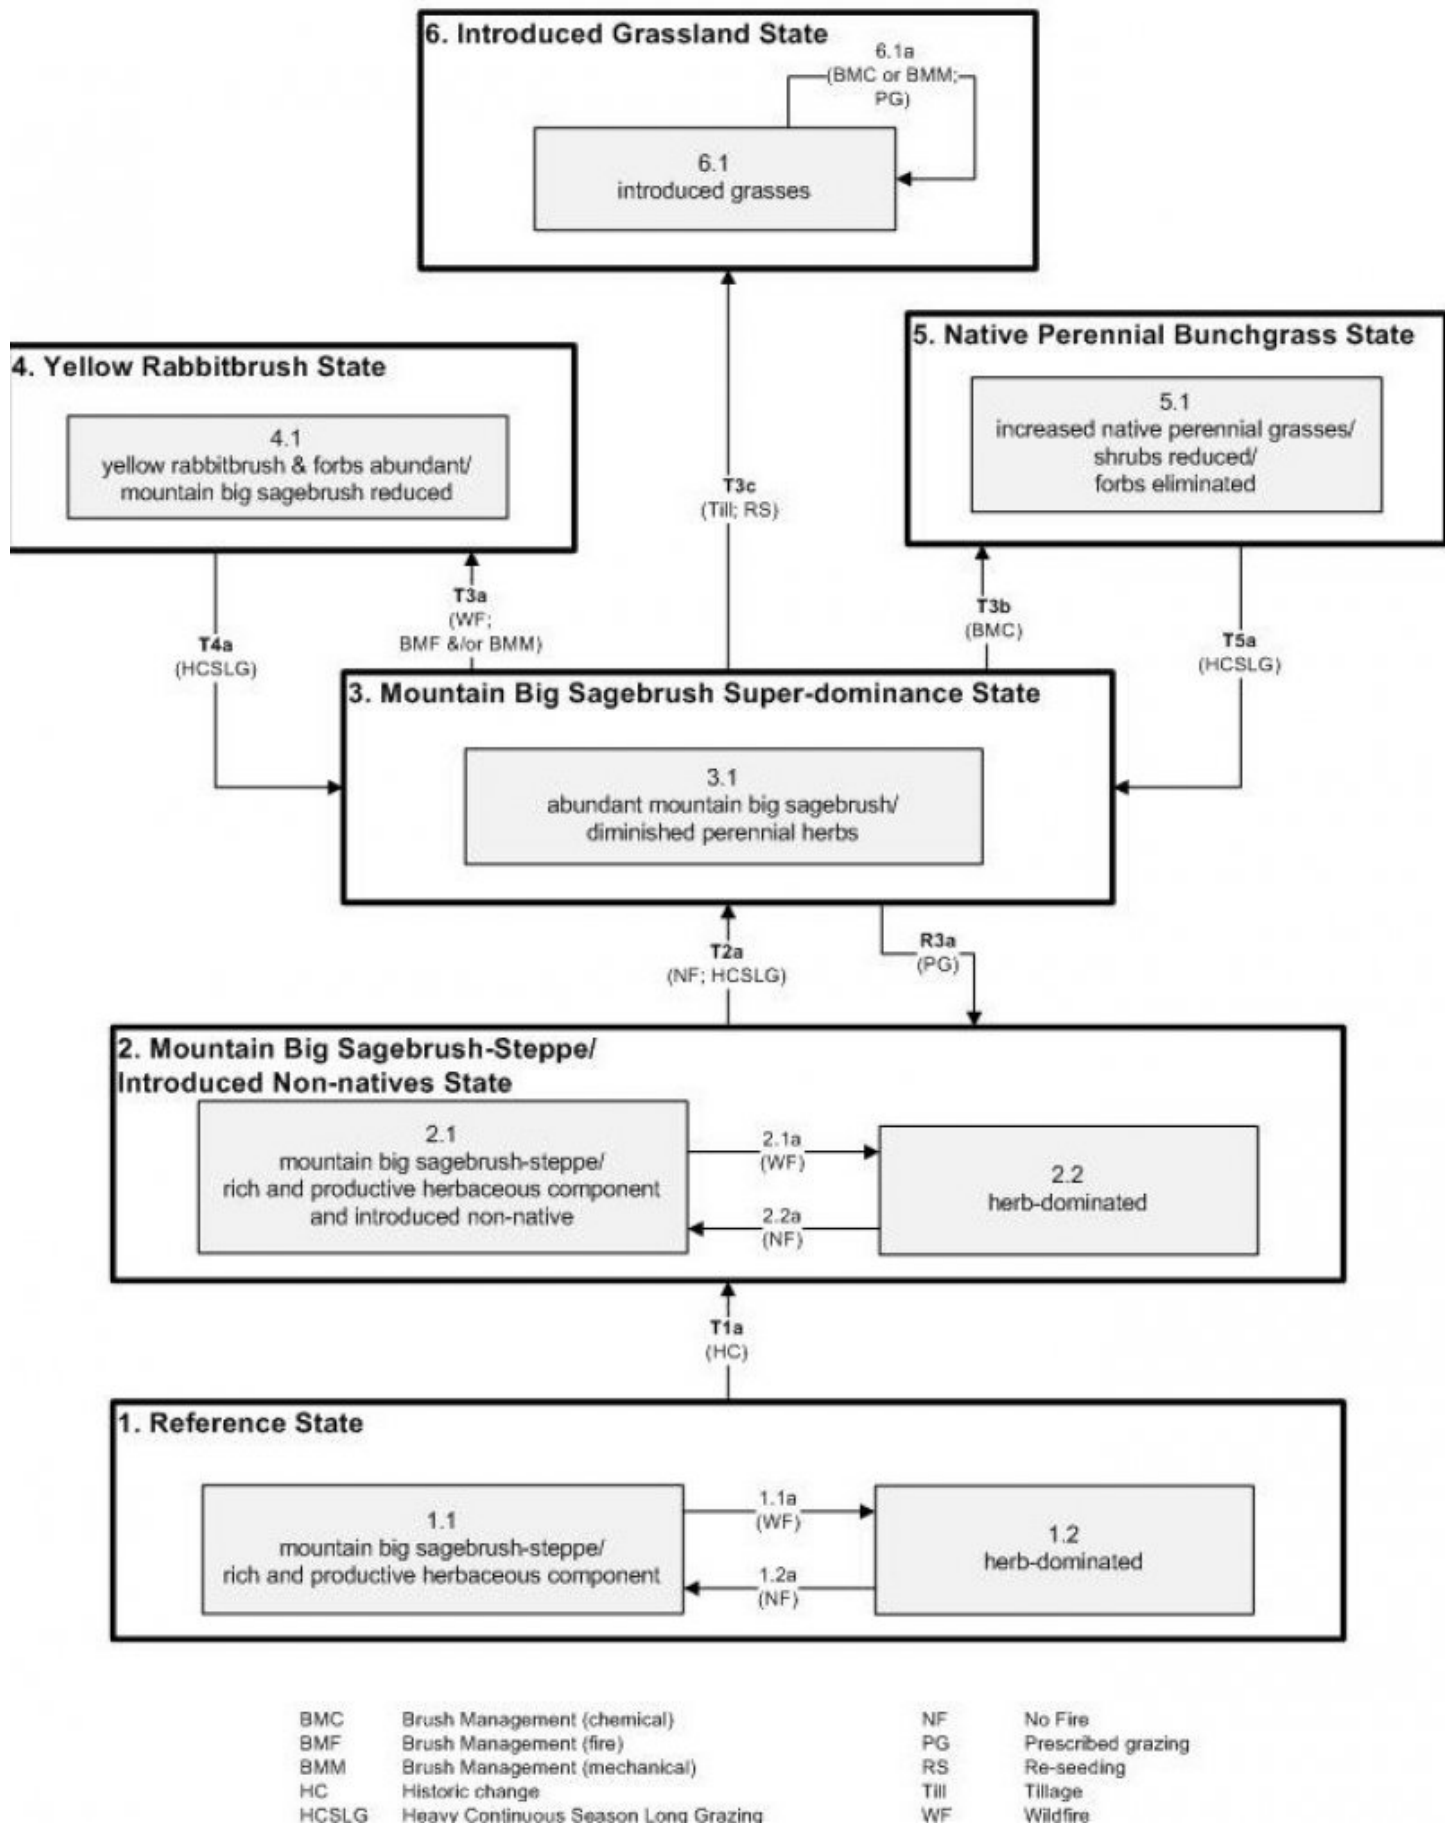 6. Introduced Grassland State
6.1a
(BMC or BMM;
PG)
6.1
introduced grasses
5. Native Perennial Bunchgrass State
5.1
increased native perennial grasses/
shrubs reduced/
forbs eliminated
4. Yellow Rabbitbrush State
4.1
yellow rabbitbrush & forbs abundant/
mountain big sagebrush reduced
T3c
(Till; RS)
T4a
(HCSLG)
T3a
(WF;
BMF &/or BMM)
T3b
(BMC)
T5a
(HCSLG)
3. Mountain Big Sagebrush Super-dominance State
3.1
abundant mountain big sagebrush/
diminished perennial herbs
T2a
(NF; HCSLG)
R3a
(PG)
2. Mountain Big Sagebrush-Steppe/
Introduced Non-natives State
2.1
mountain big sagebrush-steppe/
rich and productive herbaceous component
and introduced non-native
2.1a
(WF)
2.2a
(NF)
2.2
herb-dominated
T1a
(HC)
1. Reference State
1.1
mountain big sagebrush-steppe/
rich and productive herbaceous component
1.1a
(WF)
1.2a
(NF)
1.2
herb-dominated
BMC Brush Management (chemical)
BMF Brush Management (fire)
BMM Brush Management (mechanical)
HC Historic change
HCSLG Heavy Continuous Season Long Grazing
NF No Fire
PG Prescribed grazing
RS Re-seeding
Till Tillage
WF Wildfire